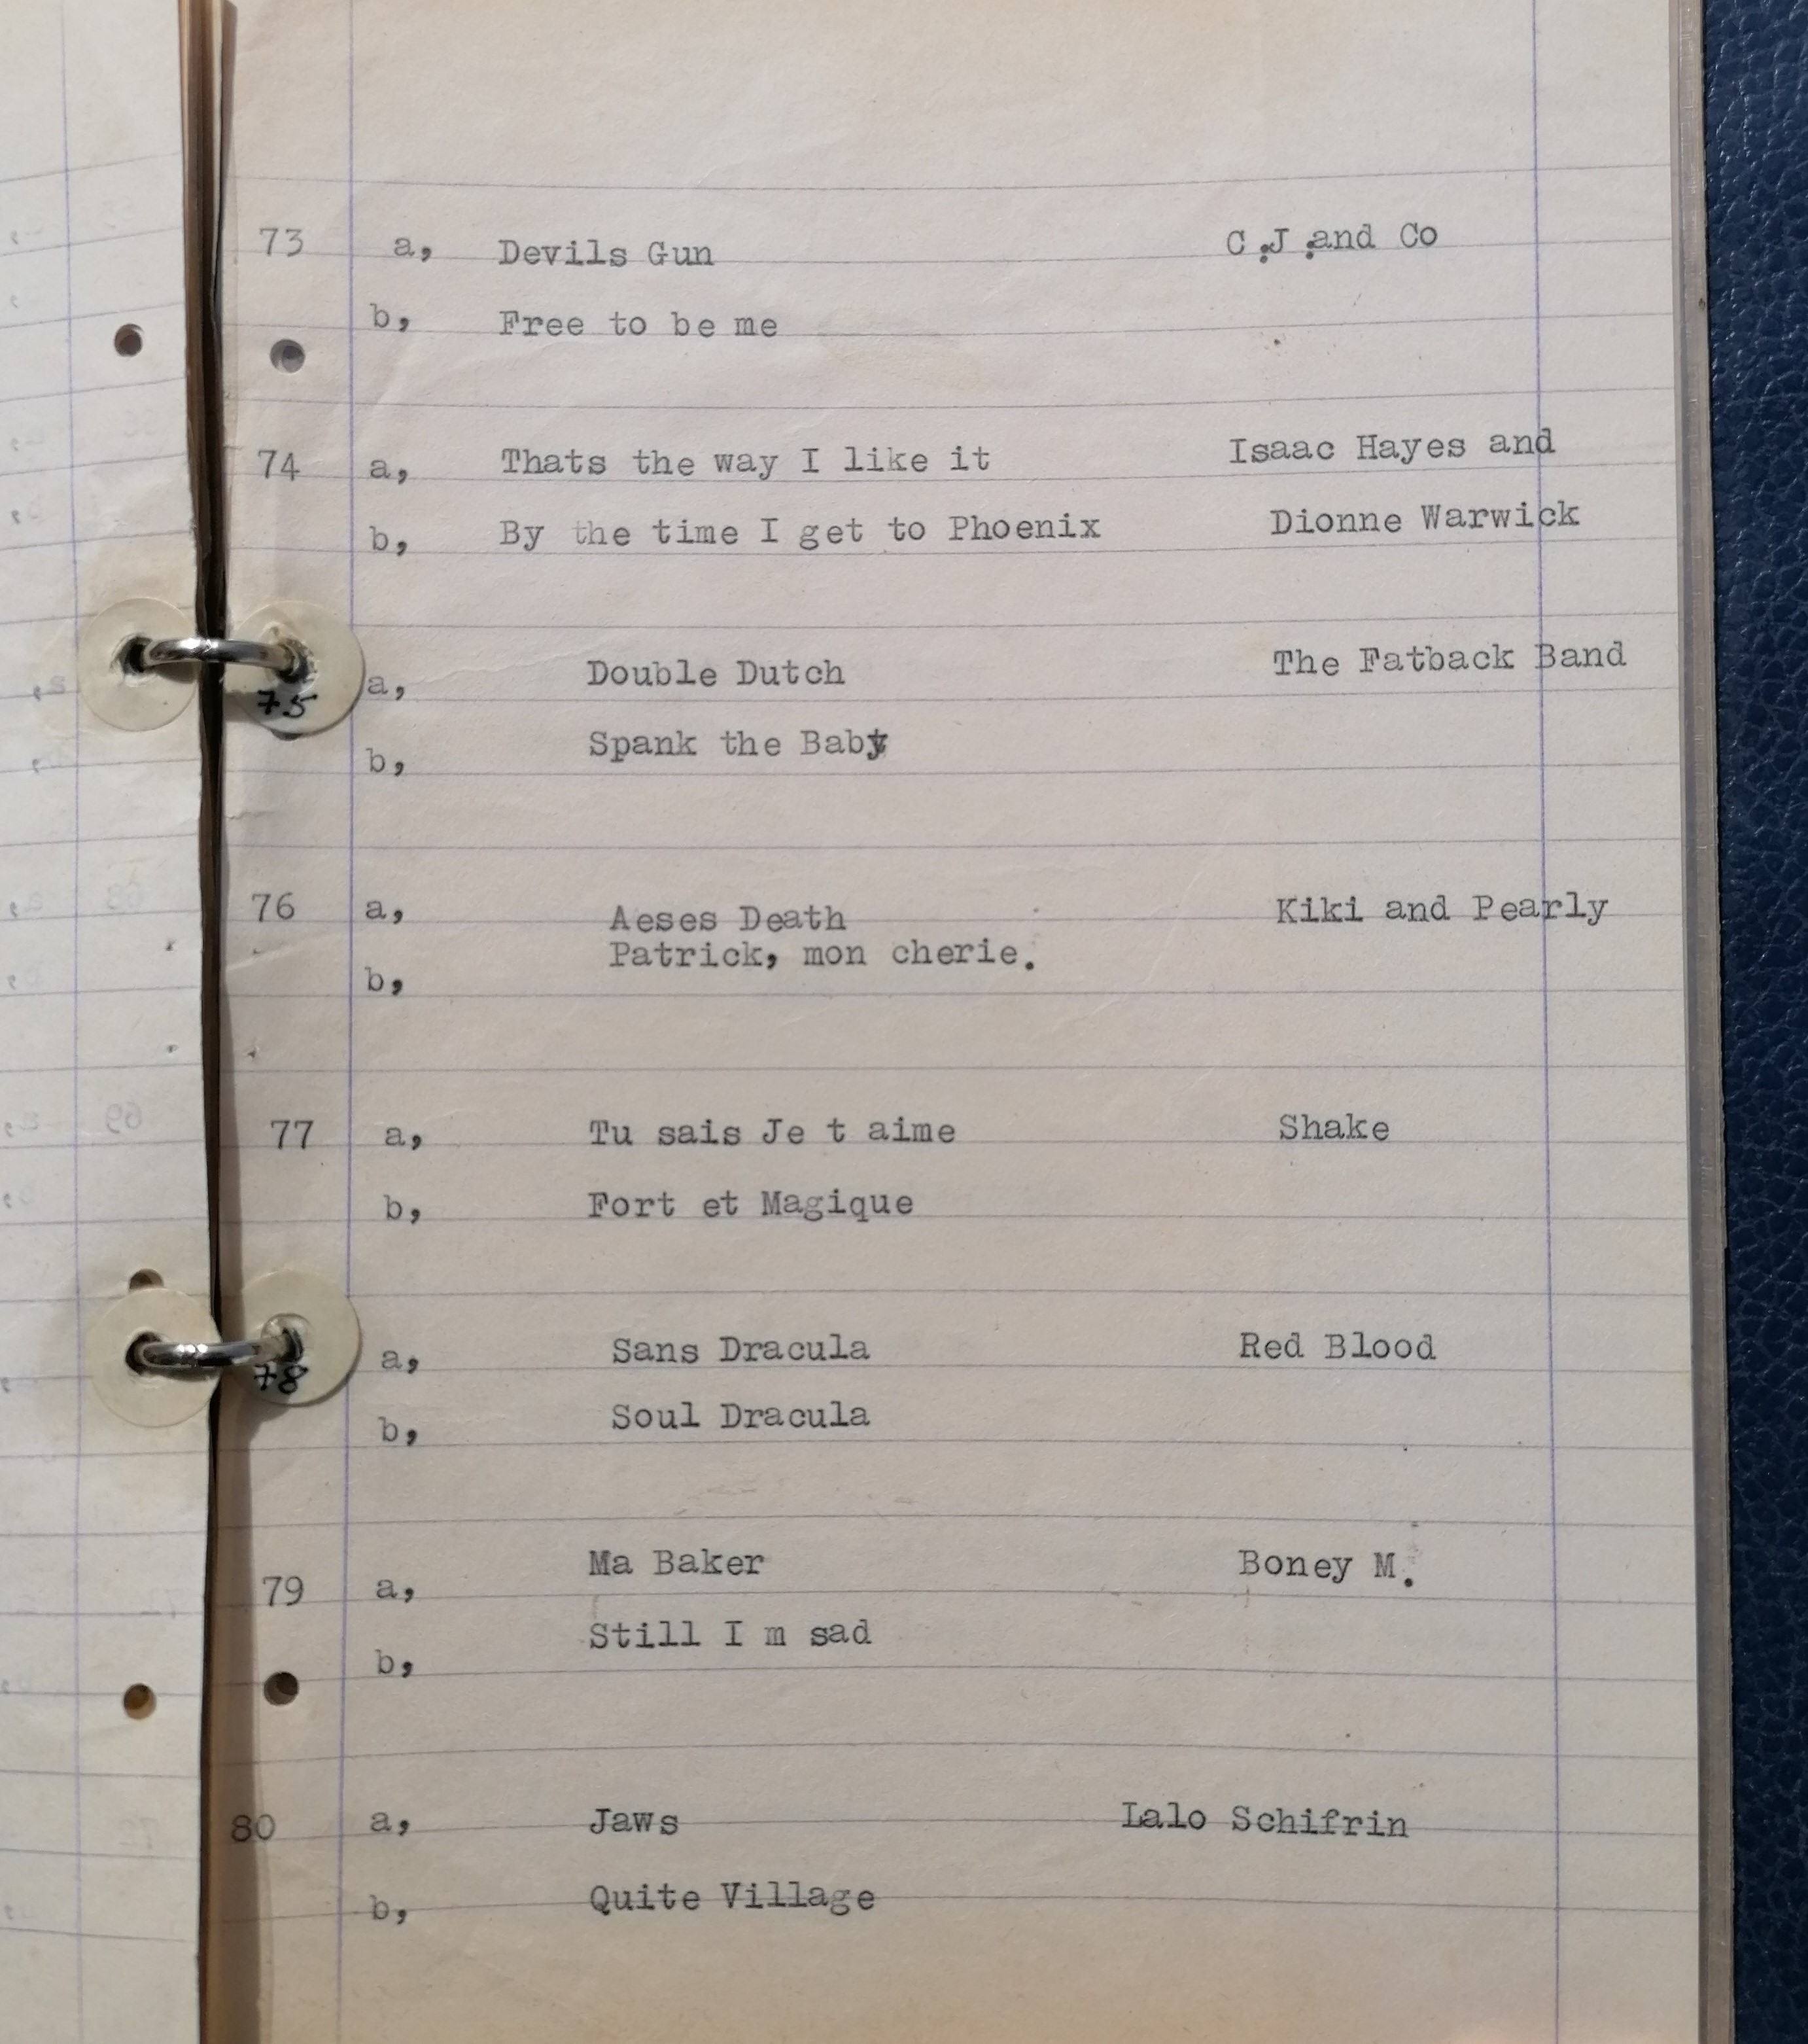 73 a, Devils Gun C.J.and Co
b, Free to be me
74 a, Thats the way I like it Isaac Hayes and
b, By the time I get to Phoenix Dionne Warwick
75 a, Double Dutch The Fatback Band
b, Spank the Baby
76 a, Aeses Death Kiki and Pearly
b, Patrick, mon cherie.
77 a, Tu sais Je t aime Shake
b, Fort et Magique
78 a, Sans Dracula Red Blood
b, Soul Dracula
79 a, Ma Baker Boney M.
b, Still I m sad
80 a, Jaws Lalo Schifrin
b, Quite Village